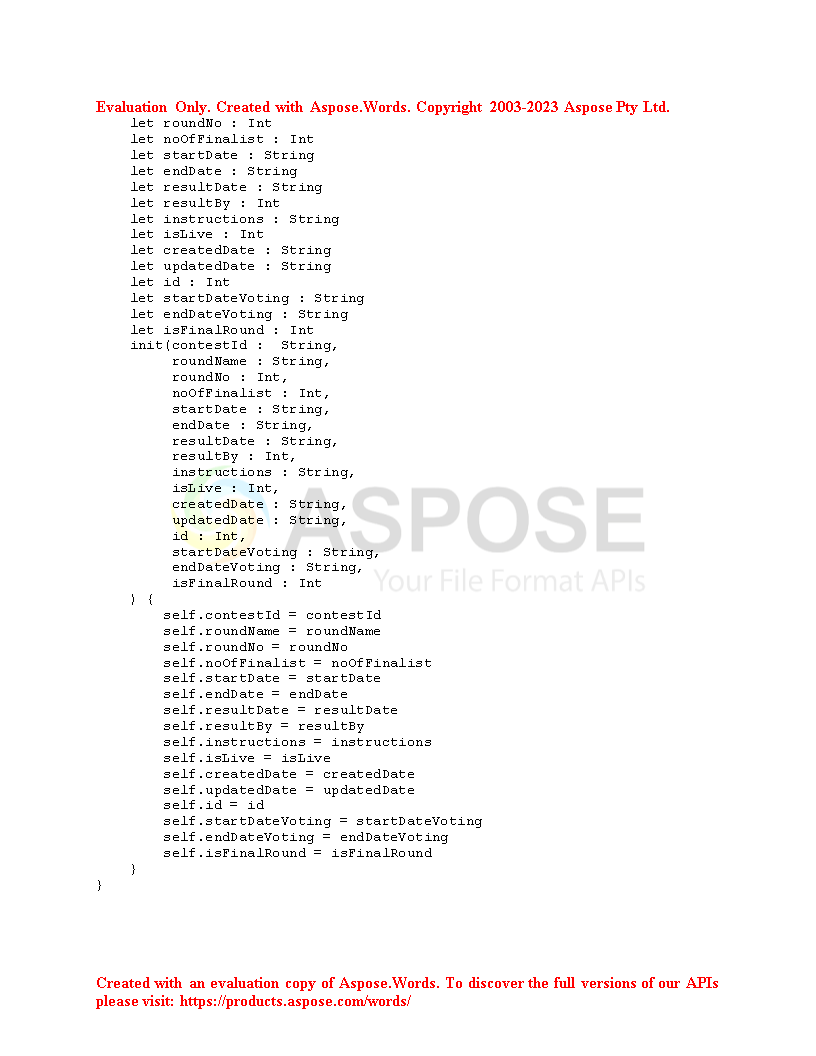 Evaluation Only. Created with Aspose.Words. Copyright 2003-2023 Aspose Pty Ltd.
let roundNo : Int
let noOfFinalist : Int
let startDate : String
let endDate : String
let resultDate : String
let resultBy : Int
let instructions : String
let isLive : Int
let createdDate : String
let updatedDate : String
let id : Int
let startDateVoting : String
let endDateVoting : String
let isFinalRound : Int
init(contestId :  String,
roundName : String,
roundNo : Int,
noOfFinalist : Int,
startDate : String,
endDate : String,
resultDate : String,
resultBy : Int,
instructions : String,
isLive : Int,
createdDate : String,
updatedDate : String,
id : Int,
startDateVoting : String,
endDateVoting : String,
isFinalRound : Int
) {
self.contestId = contestId
self.roundName = roundName
self.roundNo = roundNo
self.noOfFinalist = noOfFinalist
self.startDate = startDate
self.endDate = endDate
self.resultDate = resultDate
self.resultBy = resultBy
self.instructions = instructions
self.isLive = isLive
self.createdDate = createdDate
self.updatedDate = updatedDate
self.id = id
self.startDateVoting = startDateVoting
self.endDateVoting = endDateVoting
self.isFinalRound = isFinalRound
}
}
ASPOSE
Your File Format APIs
Created with an evaluation copy of Aspose.Words. To discover the full versions of our APIs
please visit: https://products.aspose.com/words/